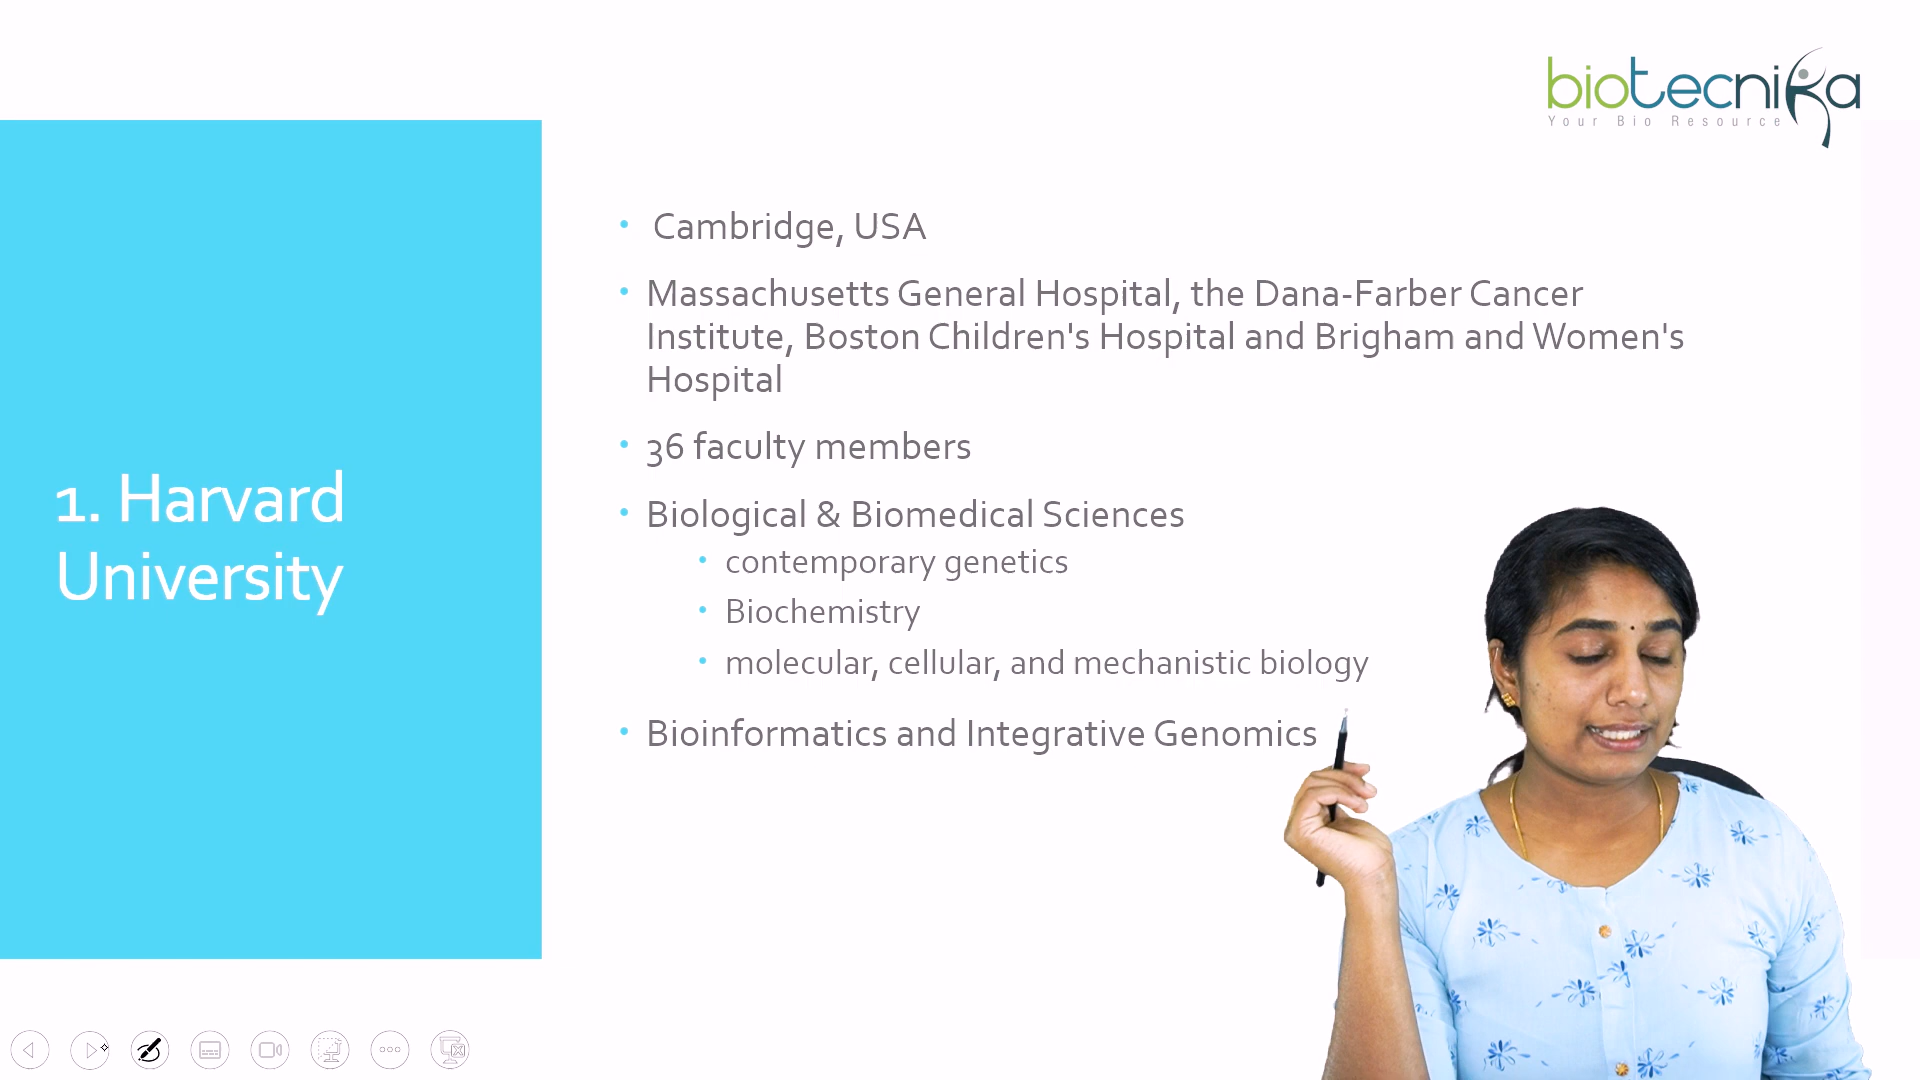 biotecnika
Your Bio Resource
1. Harvard
University
• Cambridge, USA
• Massachusetts General Hospital, the Dana-Farber Cancer
Institute, Boston Children's Hospital and Brigham and Women's
Hospital
• 36 faculty members
• Biological & Biomedical Sciences
• contemporary genetics
• Biochemistry
• molecular, cellular, and mechanistic biology
• Bioinformatics and Integrative Genomics